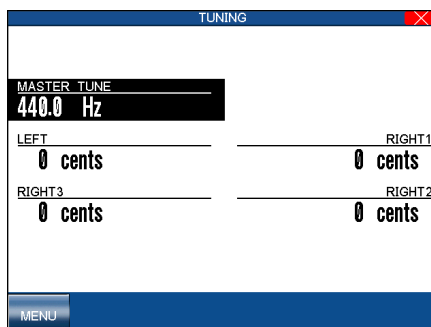 TUNING
MASTER TUNE
440.0 Hz
LEFT
0 cents
RIGHT1
0 cents
RIGHT3
0 cents
RIGHT2
0 cents
MENU